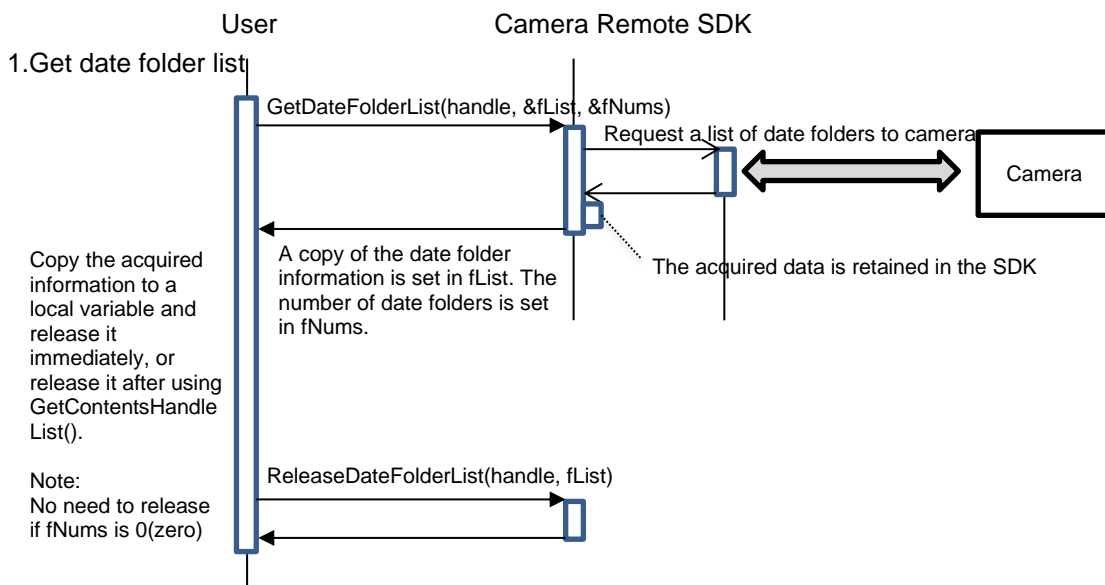 User
Camera Remote SDK
1.Get date folder list
GetDateFolderList(handle, &fList, &fNums)
Request a list of date folders to camera
Camera
A copy of the date folder
information is set in fList. The
number of date folders is set
in fNums.
The acquired data is retained in the SDK
Copy the acquired
information to a
local variable and
release it
immediately, or
release it after using
GetContentsHandle
List().
Note:
No need to release
if fNums is 0(zero)
ReleaseDateFolderList(handle, fList)